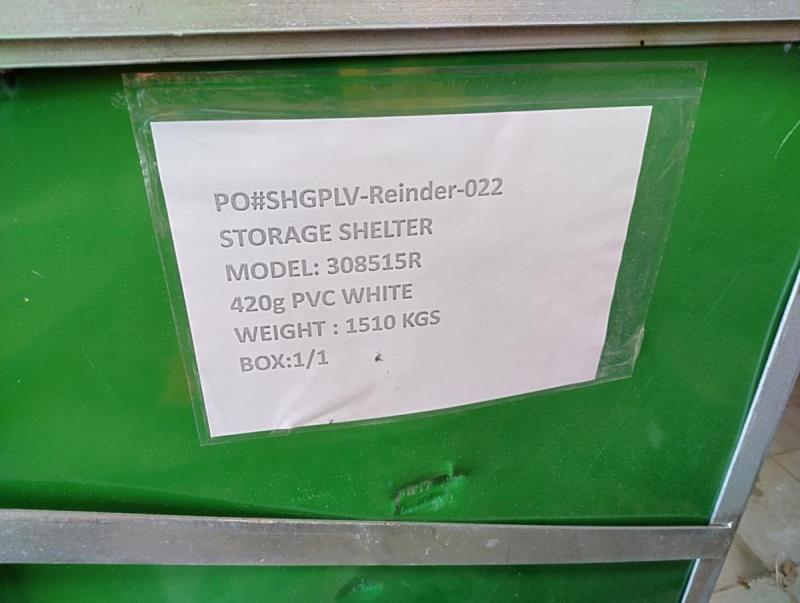 PO#SHGPLV-Reinder-022
STORAGE SHELTER
MODEL: 308515R
420g PVC WHITE
WEIGHT : 1510 KGS
BOX:1/1